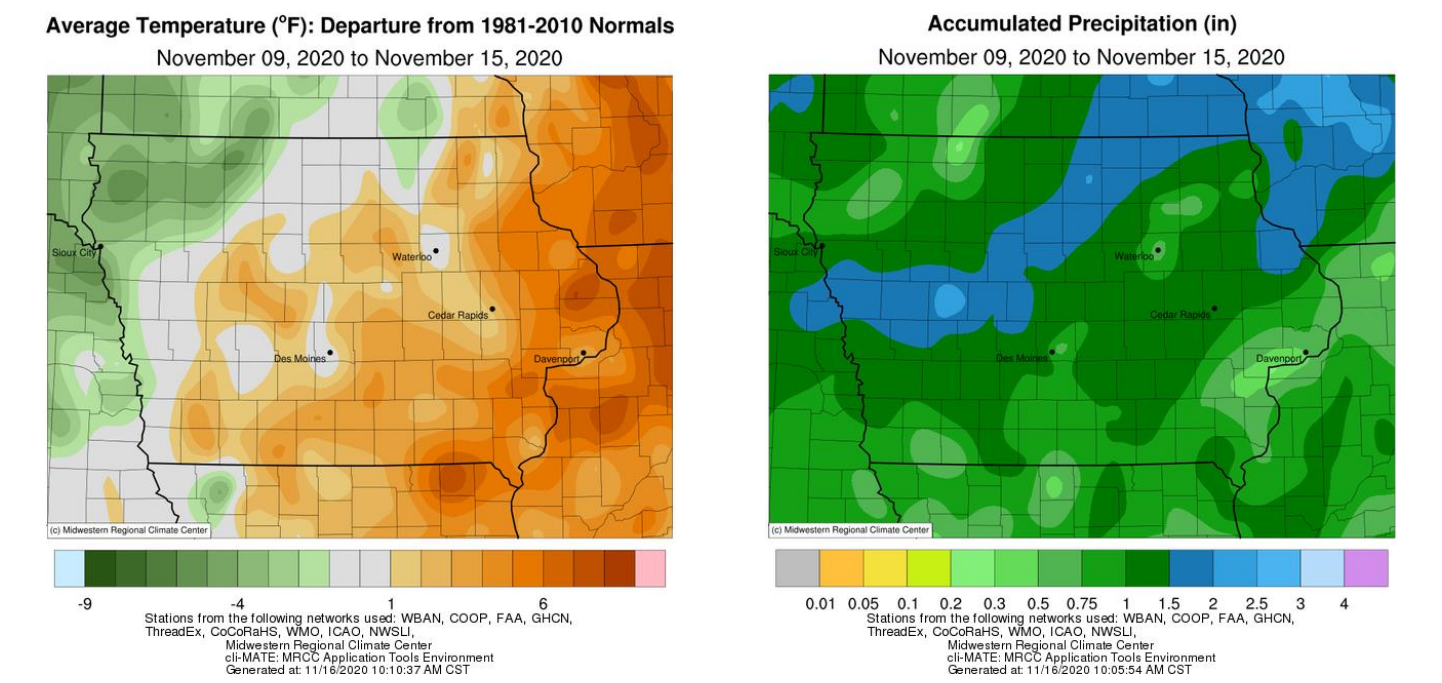 Average Temperature (°F): Departure from 1981-2010 Normals
November 09, 2020 to November 15, 2020
Sioux City
Waterloo
Cedar Rapids
Des Moines
Davenport
(c) Midwestern Regional Climate Center
-9 -4 1 6
Stations from the following networks used: WBAN, COOP, FAA, GHCN,
ThreadEx, CoCoRaHS, WMO, ICAO, NWSLI,
Midwestern Regional Climate Center
cli-MATE: MRCC Application Tools Environment
Generated at: 11/16/2020 10:10:37 AM CST
Accumulated Precipitation (in)
November 09, 2020 to November 15, 2020
Sioux City
Waterloo
Cedar Rapids
Des Moines
Davenport
(c) Midwestern Regional Climate Center
0.01 0.05 0.1 0.2 0.3 0.5 0.75 1 1.5 2 2.5 3 4
Stations from the following networks used: WBAN, COOP, FAA, GHCN,
ThreadEx, CoCoRaHS, WMO, ICAO, NWSLI,
Midwestern Regional Climate Center
cli-MATE: MRCC Application Tools Environment
Generated at: 11/16/2020 10:05:54 AM CST